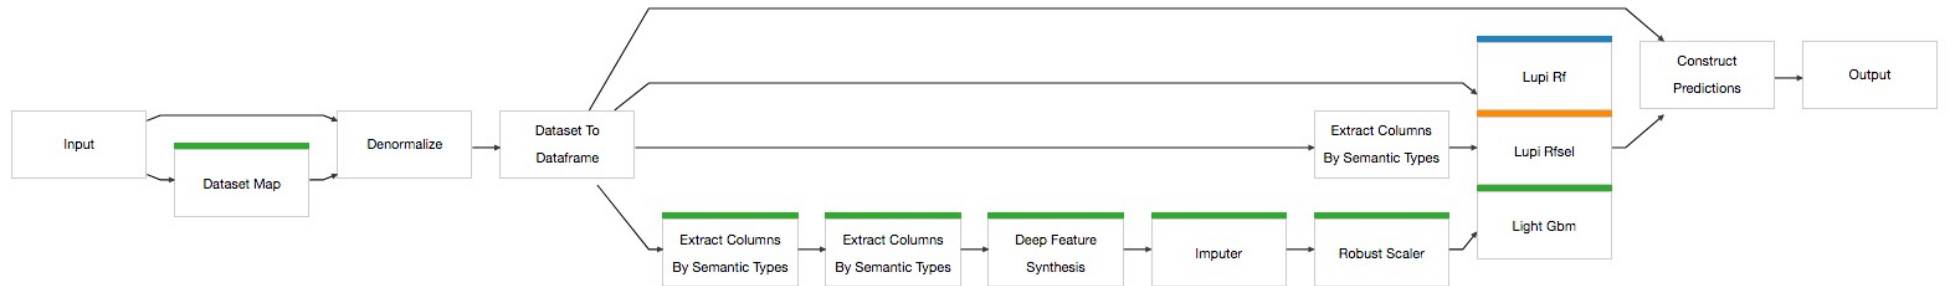 Input
Dataset Map
Denormalize
Dataset To
Dataframe
Extract Columns
By Semantic Types
Extract Columns
By Semantic Types
Deep Feature
Synthesis
Imputer
Robust Scaler
Extract Columns
By Semantic Types
Lupi Rf
Lupi Rfsel
Light Gbm
Construct
Predictions
Output